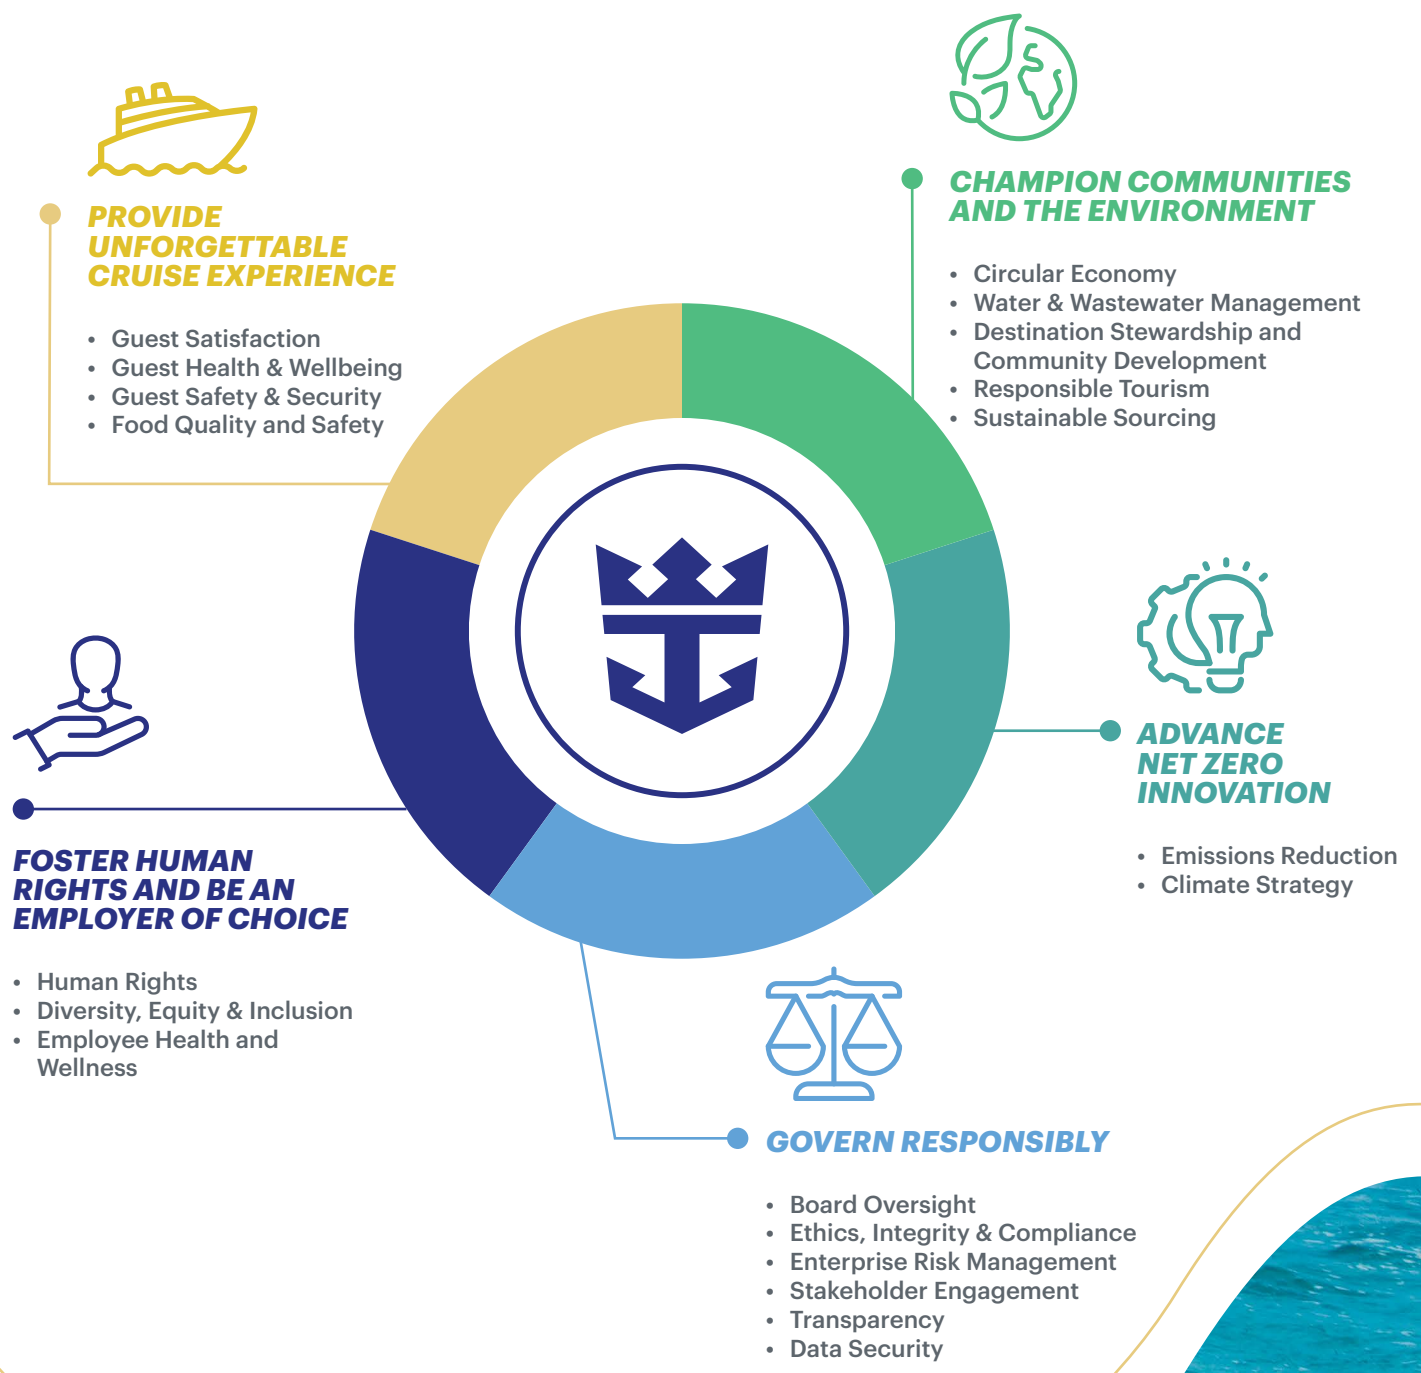 PROVIDE
UNFORGETTABLE
CRUISE EXPERIENCE
• Guest Satisfaction
• Guest Health & Wellbeing
• Guest Safety & Security
• Food Quality and Safety
CHAMPION COMMUNITIES
AND THE ENVIRONMENT
• Circular Economy
• Water & Wastewater Management
• Destination Stewardship and
Community Development
• Responsible Tourism
• Sustainable Sourcing
ADVANCE
NET ZERO
INNOVATION
• Emissions Reduction
• Climate Strategy
FOSTER HUMAN
RIGHTS AND BE AN
EMPLOYER OF CHOICE
• Human Rights
• Diversity, Equity & Inclusion
• Employee Health and
Wellness
GOVERN RESPONSIBLY
• Board Oversight
• Ethics, Integrity & Compliance
• Enterprise Risk Management
• Stakeholder Engagement
• Transparency
• Data Security